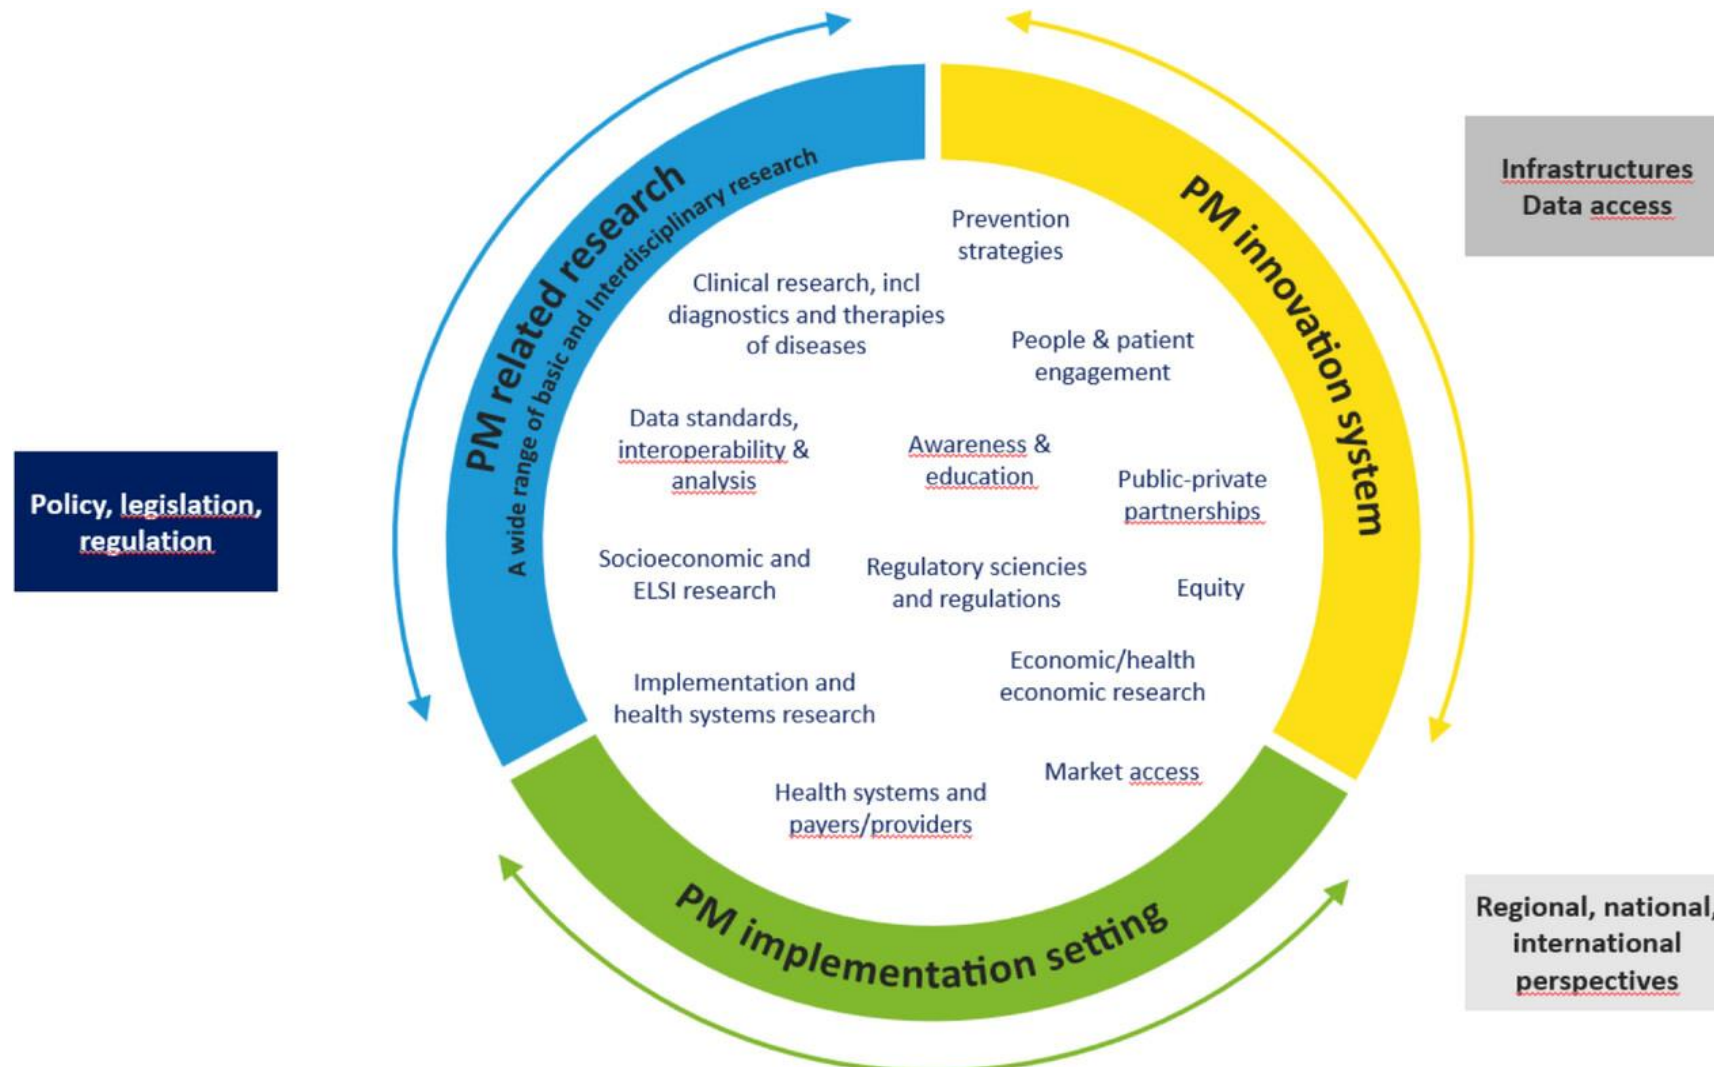 PM related research
A wide range of basic and Interdisciplinary research
PM innovation system
Infrastructures
Data access
Prevention
strategies
Clinical research, incl
diagnostics and therapies
of diseases
People & patient
engagement
Data standards,
interoperability &
analysis
Awareness &
education
Public-private
partnerships
Policy, legislation,
regulation
Socioeconomic and
ELSI research
Regulatory sciencies
and regulations
Equity
Implementation and
health systems research
Economic/health
economic research
Market access
Health systems and
payers/providers
PM implementation setting
Regional, national,
international
perspectives